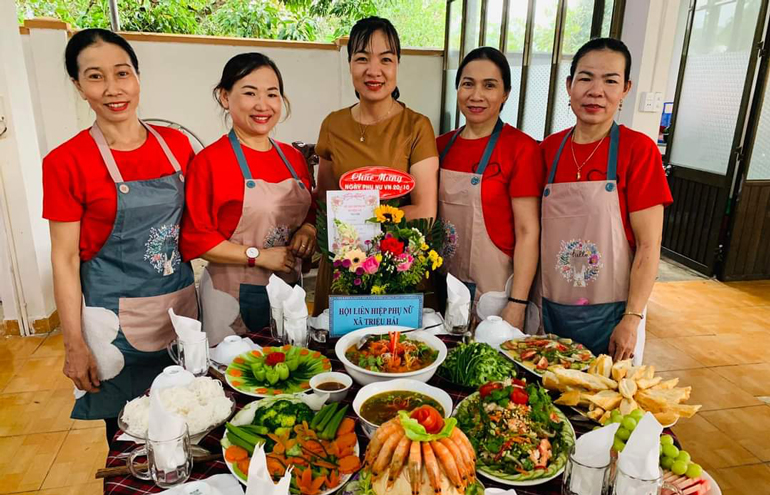 Chúc Mừng
NGÀY PHỤ NỮ VN 20/10
HỘI LIÊN HIỆP PHỤ NỮ
XÃ TRIỆU HẢI
hello